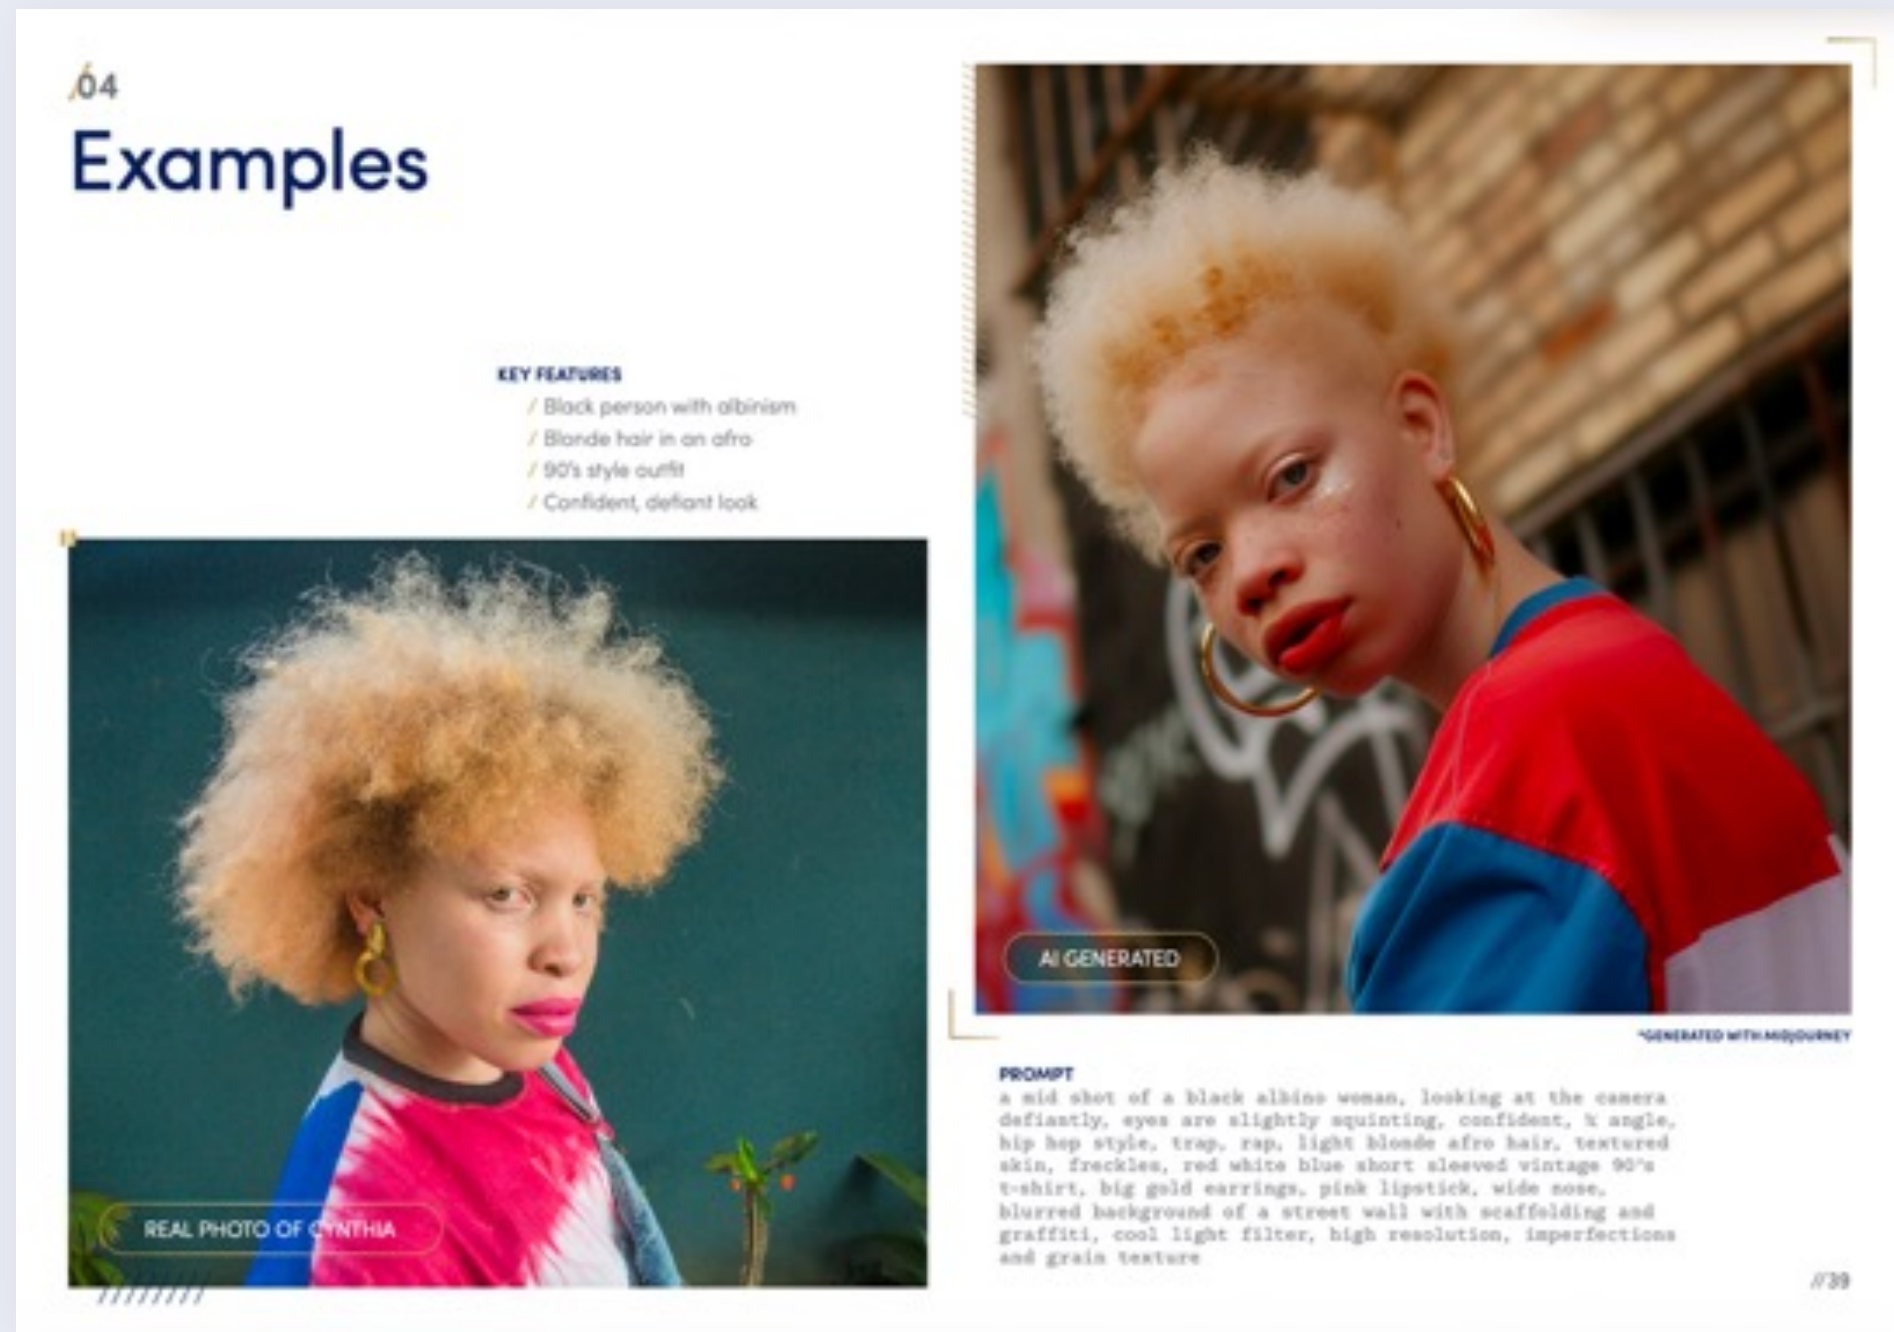 /04
Examples
KEY FEATURES
/ Black person with albinism
/ Blonde hair in an afro
/ 90's style outfit
/ Confident, defiant look
REAL PHOTO OF CYNTHIA
AI GENERATED
*GENERATED WITH MIDJOURNEY
PROMPT
a mid shot of a black albino woman, looking at the camera
defiantly, eyes are slightly squinting, confident, ¾ angle,
hip hop style, trap, rap, light blonde afro hair, textured
skin, freckles, red white blue short sleeved vintage 90's
t-shirt, big gold earrings, pink lipstick, wide nose,
blurred background of a street wall with scaffolding and
graffiti, cool light filter, high resolution, imperfections
and grain texture
//39